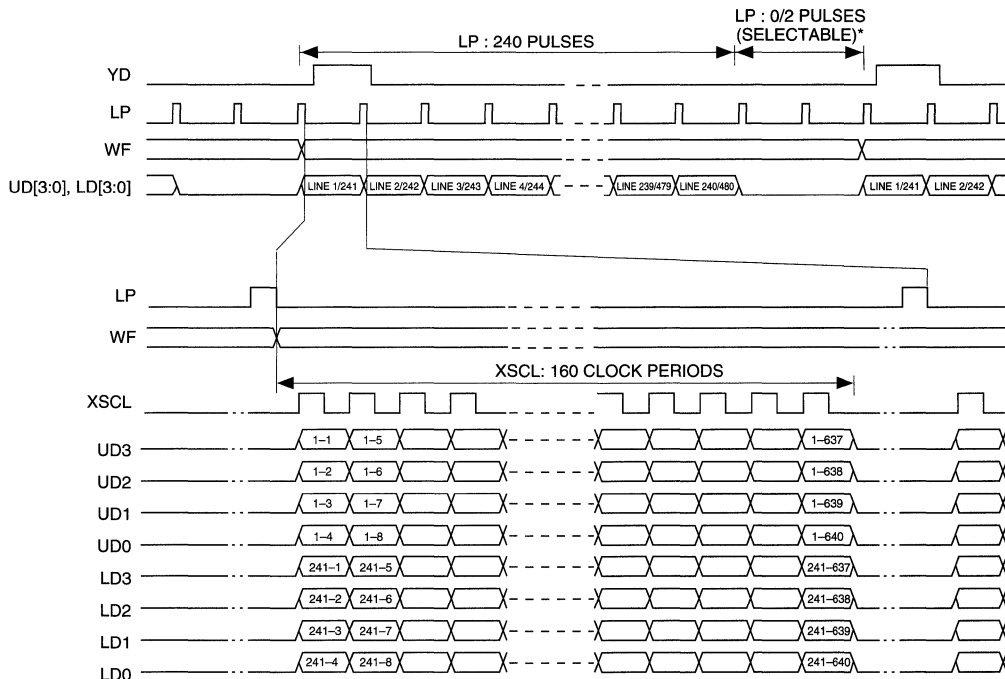 LP : 0/2 PULSES
(SELECTABLE)*
LP : 240 PULSES
YD
LP
WF
UD[3:0], LD[3:0] LINE 1/241 LINE 2/242 LINE 3/243 LINE 4/244 LINE 239/479 LINE 240/480 LINE 1/241 LINE 2/242
LP
WF
XSCL: 160 CLOCK PERIODS
XSCL
UD3 1–1 1–5 1–637
UD2 1–2 1–6 1–638
UD1 1–3 1–7 1–639
UD0 1–4 1–8 1–640
LD3 241–1 241–5 241–637
LD2 241–2 241–6 241–638
LD1 241–3 241–7 241–639
LD0 241–4 241–8 241–640